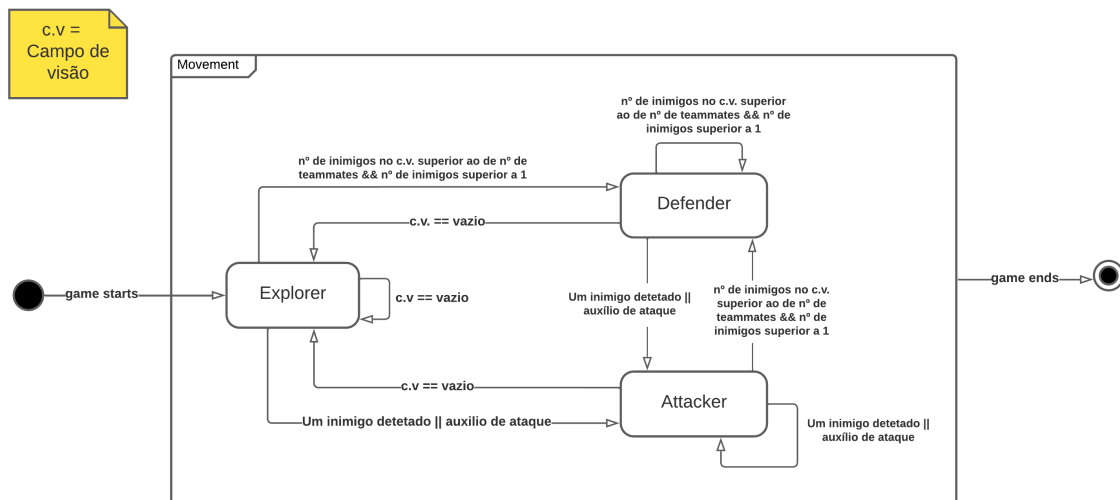 c.v =
Campo de
visão
Movement
nº de inimigos no c.v. superior
ao de nº de teammates && nº de
inimigos superior a 1
nº de inimigos no c.v. superior ao de nº de
teammates && nº de inimigos superior a 1
Defender
c.v. == vazio
Explorer
game starts
c.v == vazio
game ends
Um inimigo detetado ||
auxílio de ataque
nº de inimigos no c.v.
superior ao de nº de
teammates && nº de
inimigos superior a 1
c.v == vazio
Attacker
Um inimigo detetado || auxilio de ataque
Um inimigo detetado ||
auxílio de ataque